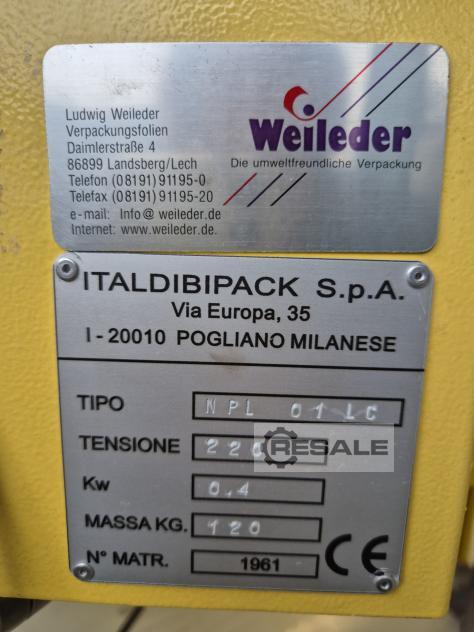 Ludwig Weileder
Verpackungsfolien
Daimlerstraße 4
86899 Landsberg/Lech
Telefon (08191) 91195-0
Telefax (08191) 91195-20
e-mail: Info@ weileder.de
Internet: www.weileder.de.
Weileder
Die umweltfreundliche Verpackung
ITALDIBIPACK S.p.A.
Via Europa, 35
I - 20010 POGLIANO MILANESE
TIPO NPL 01 LC
TENSIONE 220
RESALE
Kw 0.4
MASSA KG. 120
N° MATR. 1961
CE